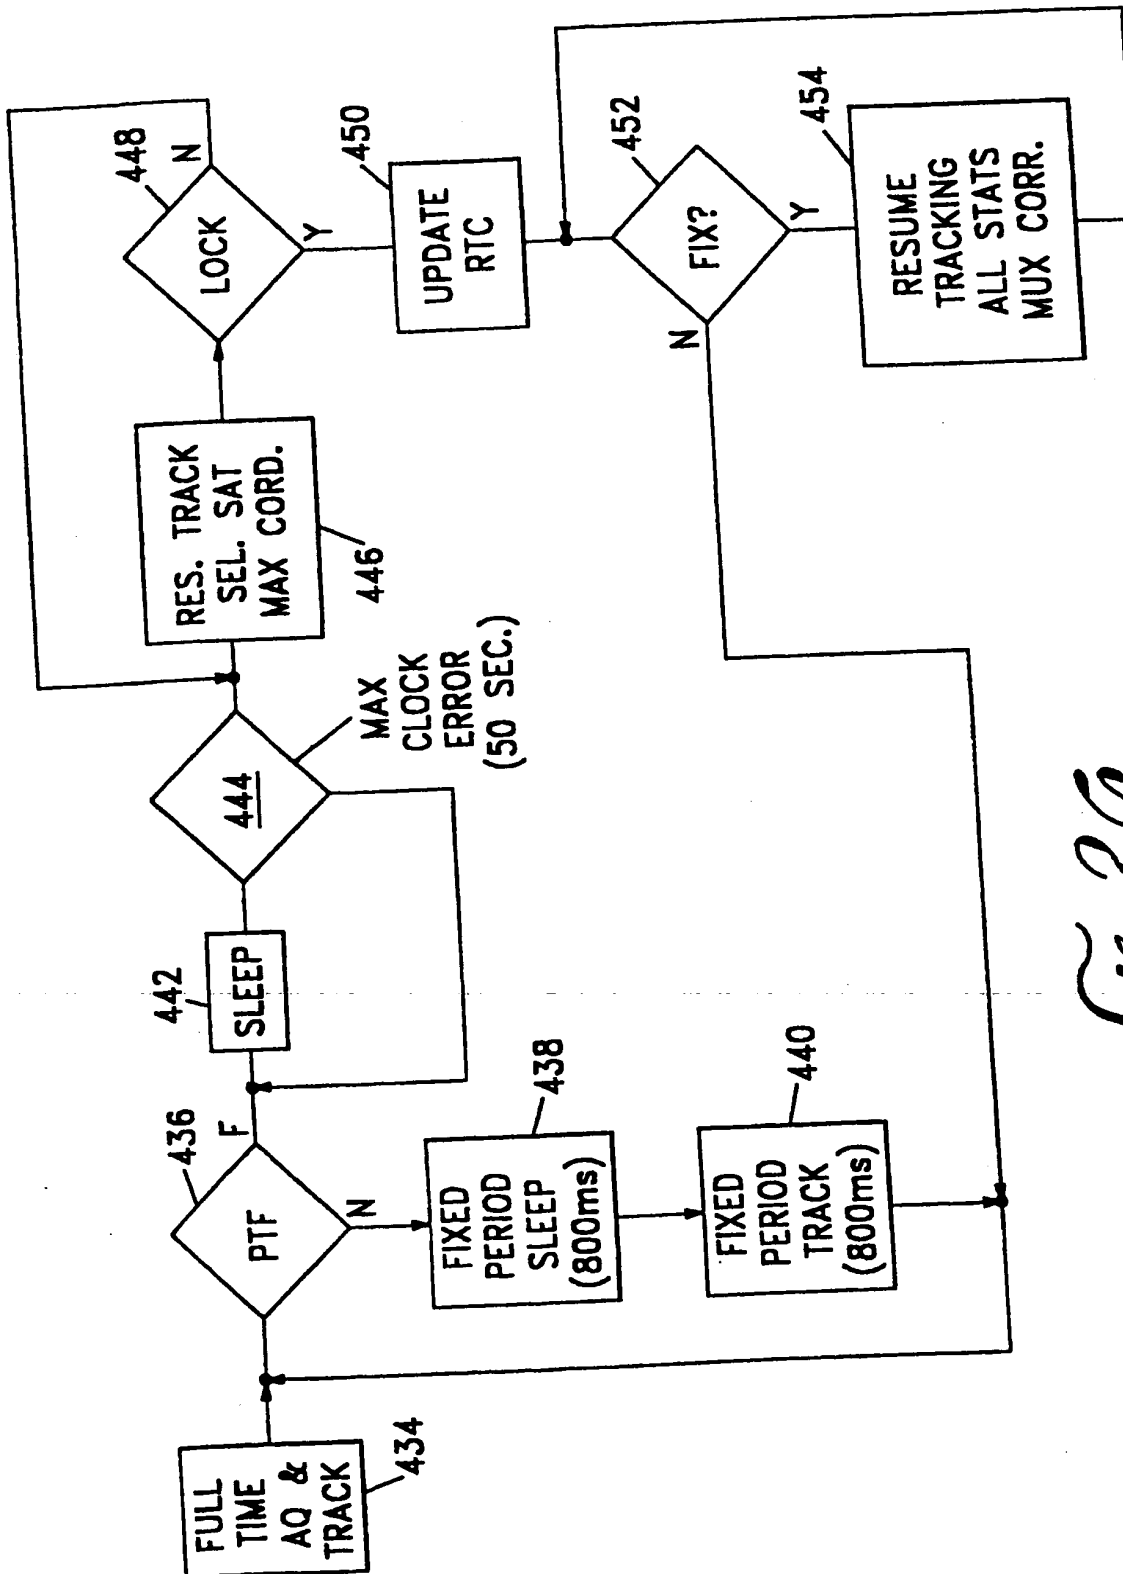 FULL
TIME
AQ &
TRACK
434
PTF
436
F
N
FIXED
PERIOD
SLEEP
(800ms)
438
FIXED
PERIOD
TRACK
(800ms)
440
SLEEP
442
444
MAX
CLOCK
ERROR
(50 SEC.)
RES. TRACK
SEL. SAT
MAX CORD.
446
LOCK
448
N
Y
UPDATE
RTC
450
FIX?
452
N
Y
RESUME
TRACKING
ALL STATS
MUX CORR.
454